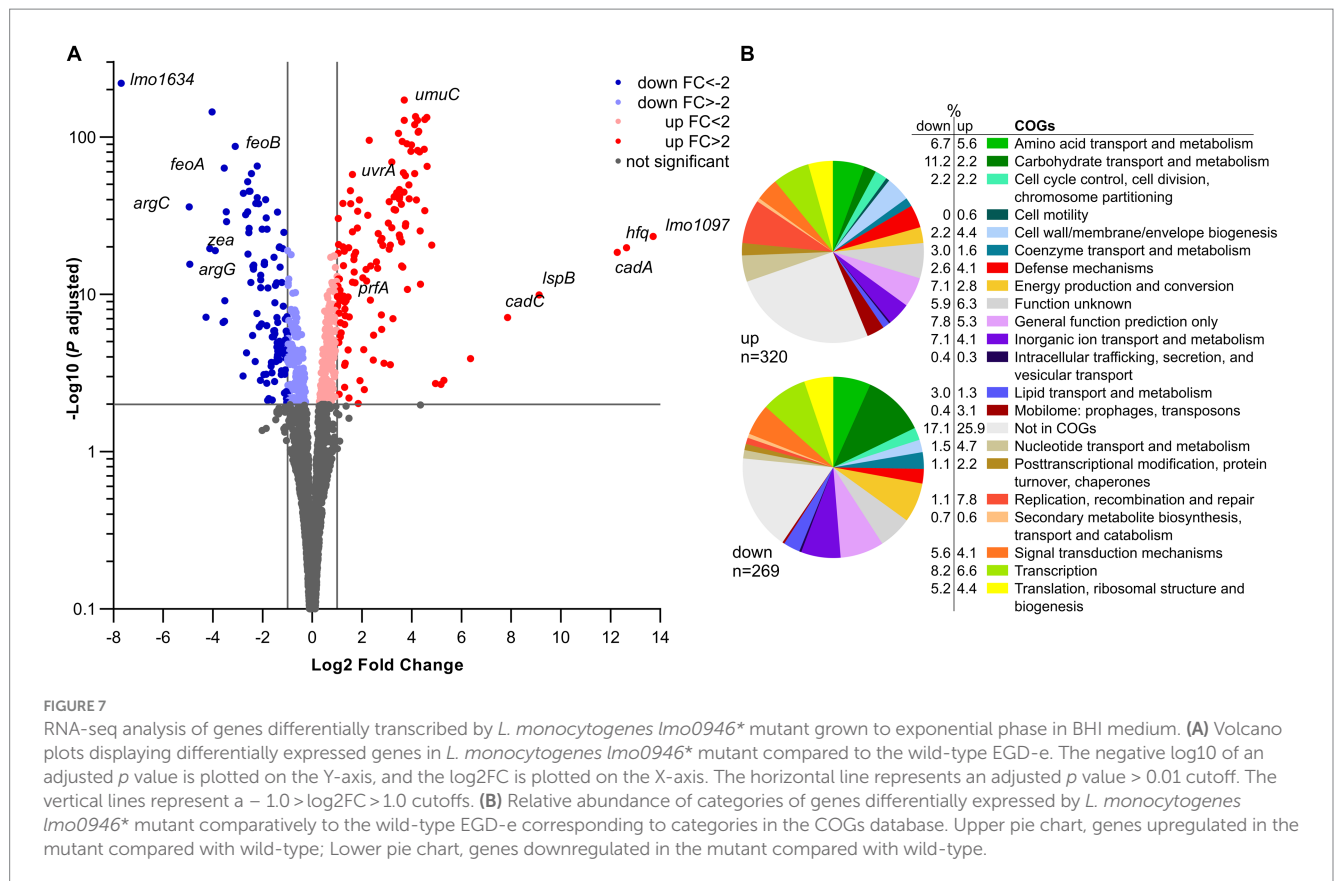 A
B
lmo1634
umuC
feoB
feoA
uvrA
argC
zea
argG
prfA
lmo1097
hfq
cadA
lspB
cadC
down FC<-2
down FC>-2
up FC<2
up FC>2
not significant
100
10
1
0.1
-Log10 (P adjusted)
-8 -6 -4 -2 0 2 4 6 8 10 12 14
Log2 Fold Change
up
n=320
down
n=269
%
down up COGs
6.7 5.6 Amino acid transport and metabolism
11.2 2.2 Carbohydrate transport and metabolism
2.2 2.2 Cell cycle control, cell division,
chromosome partitioning
0 0.6 Cell motility
2.2 4.4 Cell wall/membrane/envelope biogenesis
3.0 1.6 Coenzyme transport and metabolism
2.6 4.1 Defense mechanisms
7.1 2.8 Energy production and conversion
5.9 6.3 Function unknown
7.8 5.3 General function prediction only
7.1 4.1 Inorganic ion transport and metabolism
0.4 0.3 Intracellular trafficking, secretion, and
vesicular transport
3.0 1.3 Lipid transport and metabolism
0.4 3.1 Mobilome: prophages, transposons
17.1 25.9 Not in COGs
1.5 4.7 Nucleotide transport and metabolism
1.1 2.2 Posttranscriptional modification, protein
turnover, chaperones
1.1 7.8 Replication, recombination and repair
0.7 0.6 Secondary metabolite biosynthesis,
transport and catabolism
5.6 4.1 Signal transduction mechanisms
8.2 6.6 Transcription
5.2 4.4 Translation, ribosomal structure and
biogenesis
FIGURE 7
RNA-seq analysis of genes differentially transcribed by L. monocytogenes lmo0946* mutant grown to exponential phase in BHI medium. (A) Volcano
plots displaying differentially expressed genes in L. monocytogenes lmo0946* mutant compared to the wild-type EGD-e. The negative log10 of an
adjusted p value is plotted on the Y-axis, and the log2FC is plotted on the X-axis. The horizontal line represents an adjusted p value > 0.01 cutoff. The
vertical lines represent a – 1.0 > log2FC > 1.0 cutoffs. (B) Relative abundance of categories of genes differentially expressed by L. monocytogenes
lmo0946* mutant comparatively to the wild-type EGD-e corresponding to categories in the COGs database. Upper pie chart, genes upregulated in the
mutant compared with wild-type; Lower pie chart, genes downregulated in the mutant compared with wild-type.